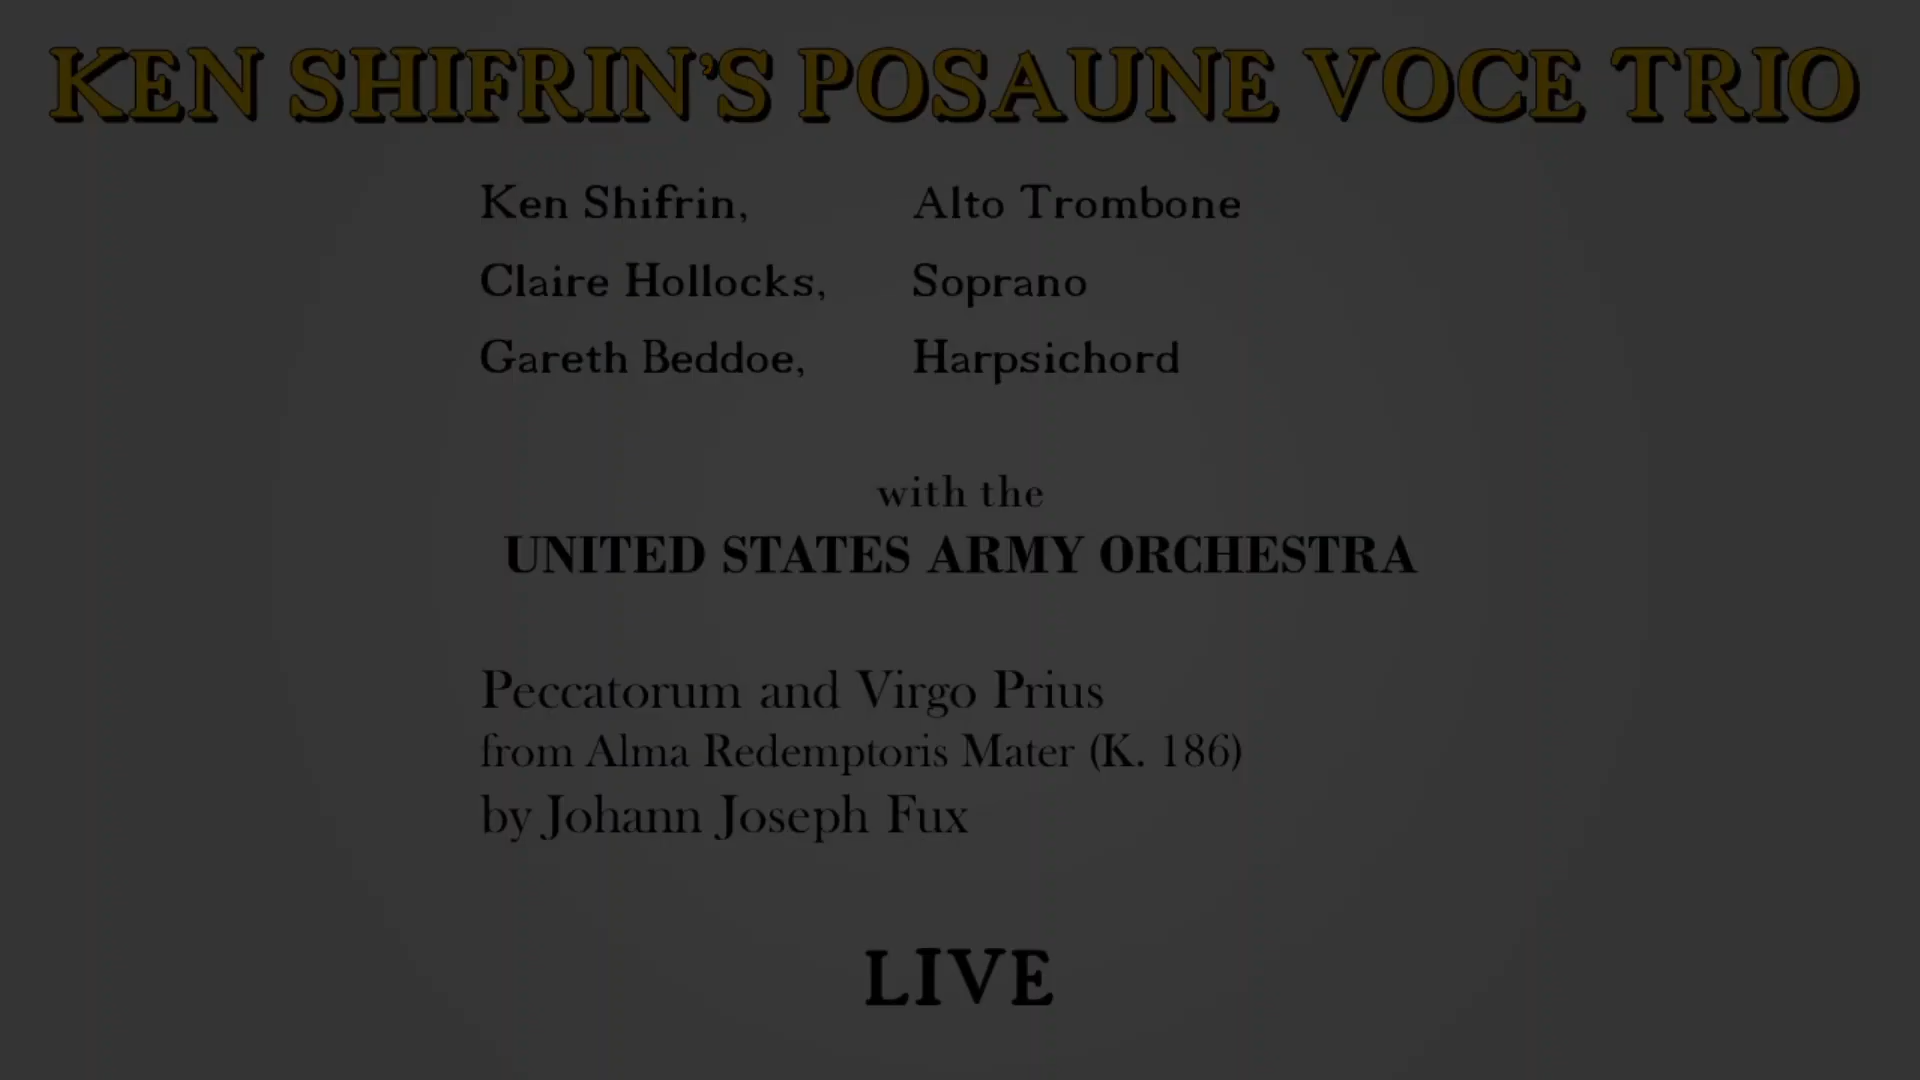 KEN SHIFRIN'S POSAUNE VOCE TRIO
Ken Shifrin, Alto Trombone
Claire Hollocks, Soprano
Gareth Beddoe, Harpsichord
with the
UNITED STATES ARMY ORCHESTRA
Peccatorum and Virgo Prius
from Alma Redemptoris Mater (K. 186)
by Johann Joseph Fux
LIVE